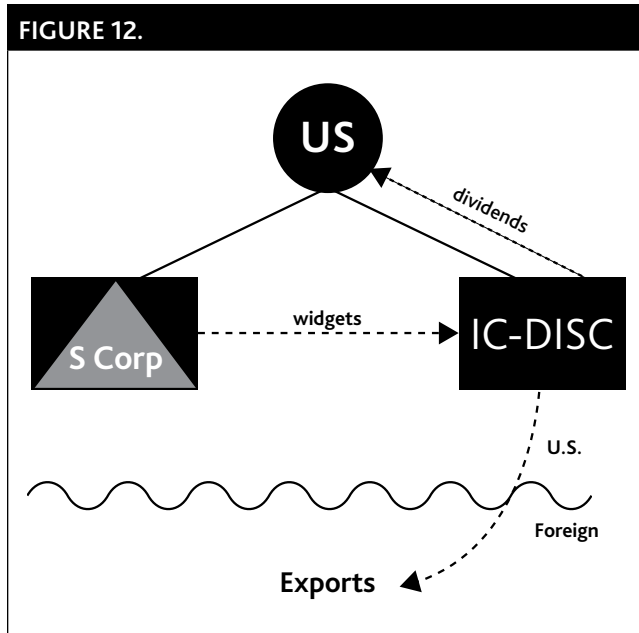 FIGURE 12.
US
dividends
S Corp
widgets
IC-DISC
U.S.
Foreign
Exports